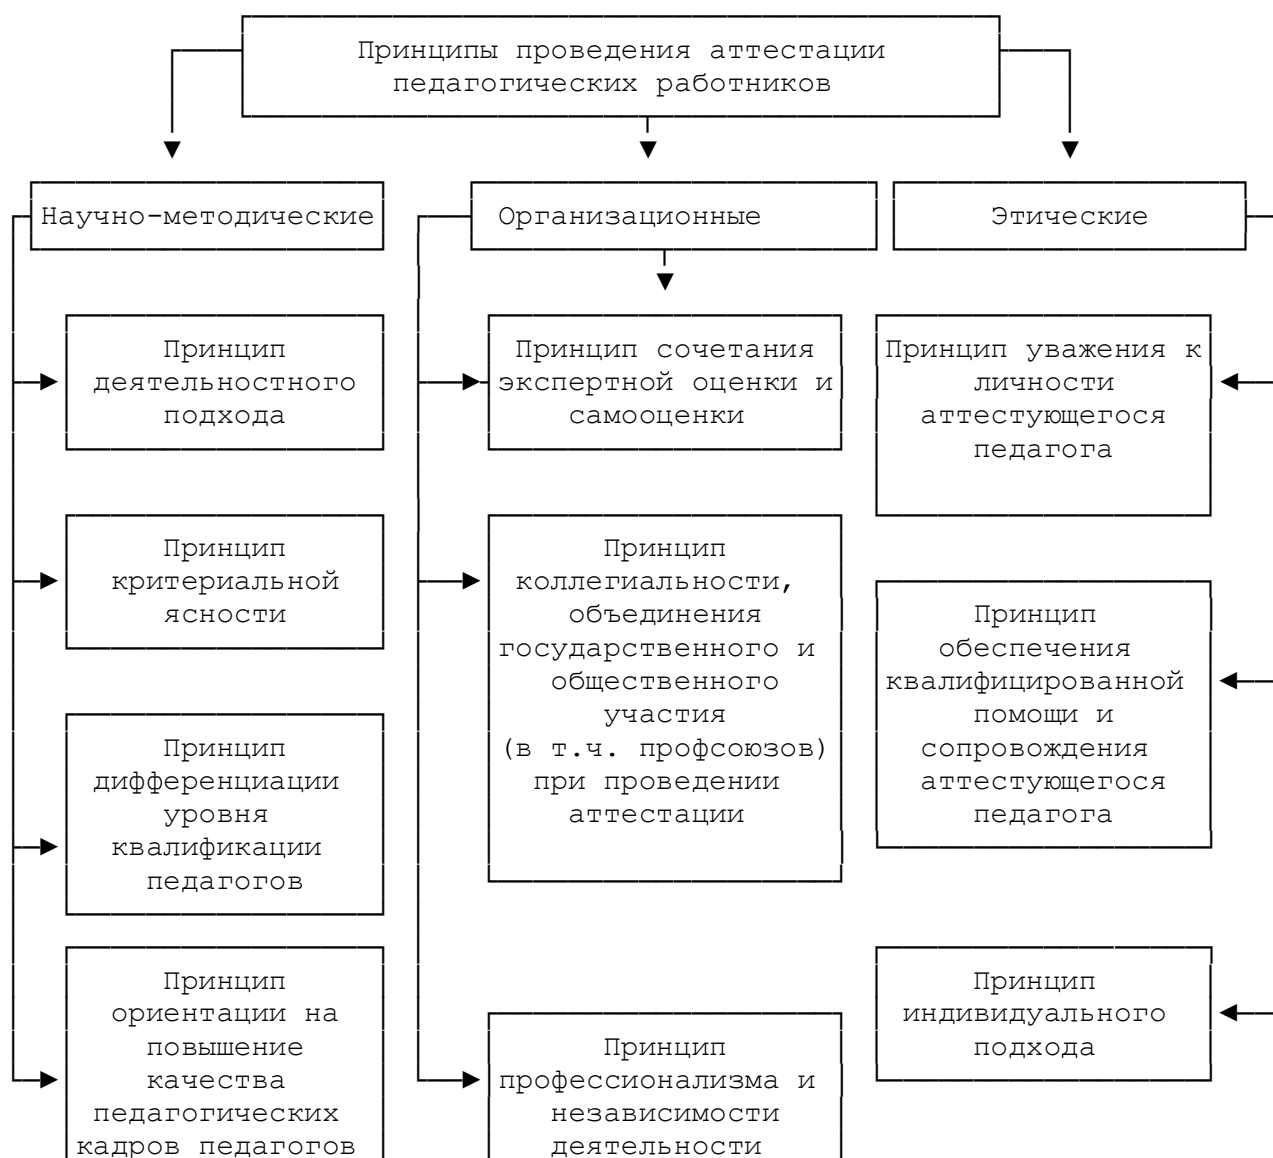 Принципы проведения аттестации
педагогических работников
Научно-методические
Организационные
Этические
Принцип
деятельностного
подхода
Принцип сочетания
экспертной оценки и
самооценки
Принцип уважения к
личности
аттестующегося
педагога
Принцип
критериальной
ясности
Принцип
коллегиальности,
объединения
государственного и
общественного
участия
(в т.ч. профсоюзов)
при проведении
аттестации
Принцип
обеспечения
квалифицированной
помощи и
сопровождения
аттестующегося
педагога
Принцип
дифференциации
уровня
квалификации
педагогов
Принцип
ориентации на
повышение
качества
педагогических
кадров педагогов
Принцип
профессионализма и
независимости
деятельности
Принцип
индивидуального
подхода